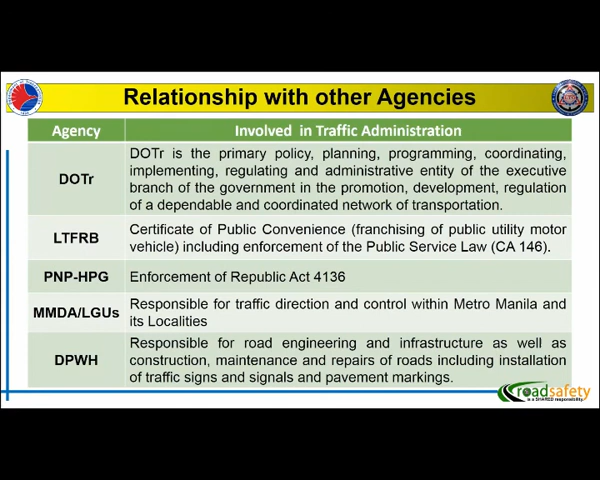 Relationship with other Agencies
Agency
Involved in Traffic Administration
DOTr
DOTr is the primary policy, planning, programming, coordinating,
implementing, regulating and administrative entity of the executive
branch of the government in the promotion, development, regulation
of a dependable and coordinated network of transportation.
LTFRB
Certificate of Public Convenience (franchising of public utility motor
vehicle) including enforcement of the Public Service Law (CA 146).
PNP-HPG
Enforcement of Republic Act 4136
MMDA/LGUs
Responsible for traffic direction and control within Metro Manila and
its Localities
DPWH
Responsible for road engineering and infrastructure as well as
construction, maintenance and repairs of roads including installation
of traffic signs and signals and pavement markings.
roadsafety
is a SHARED responsibility.